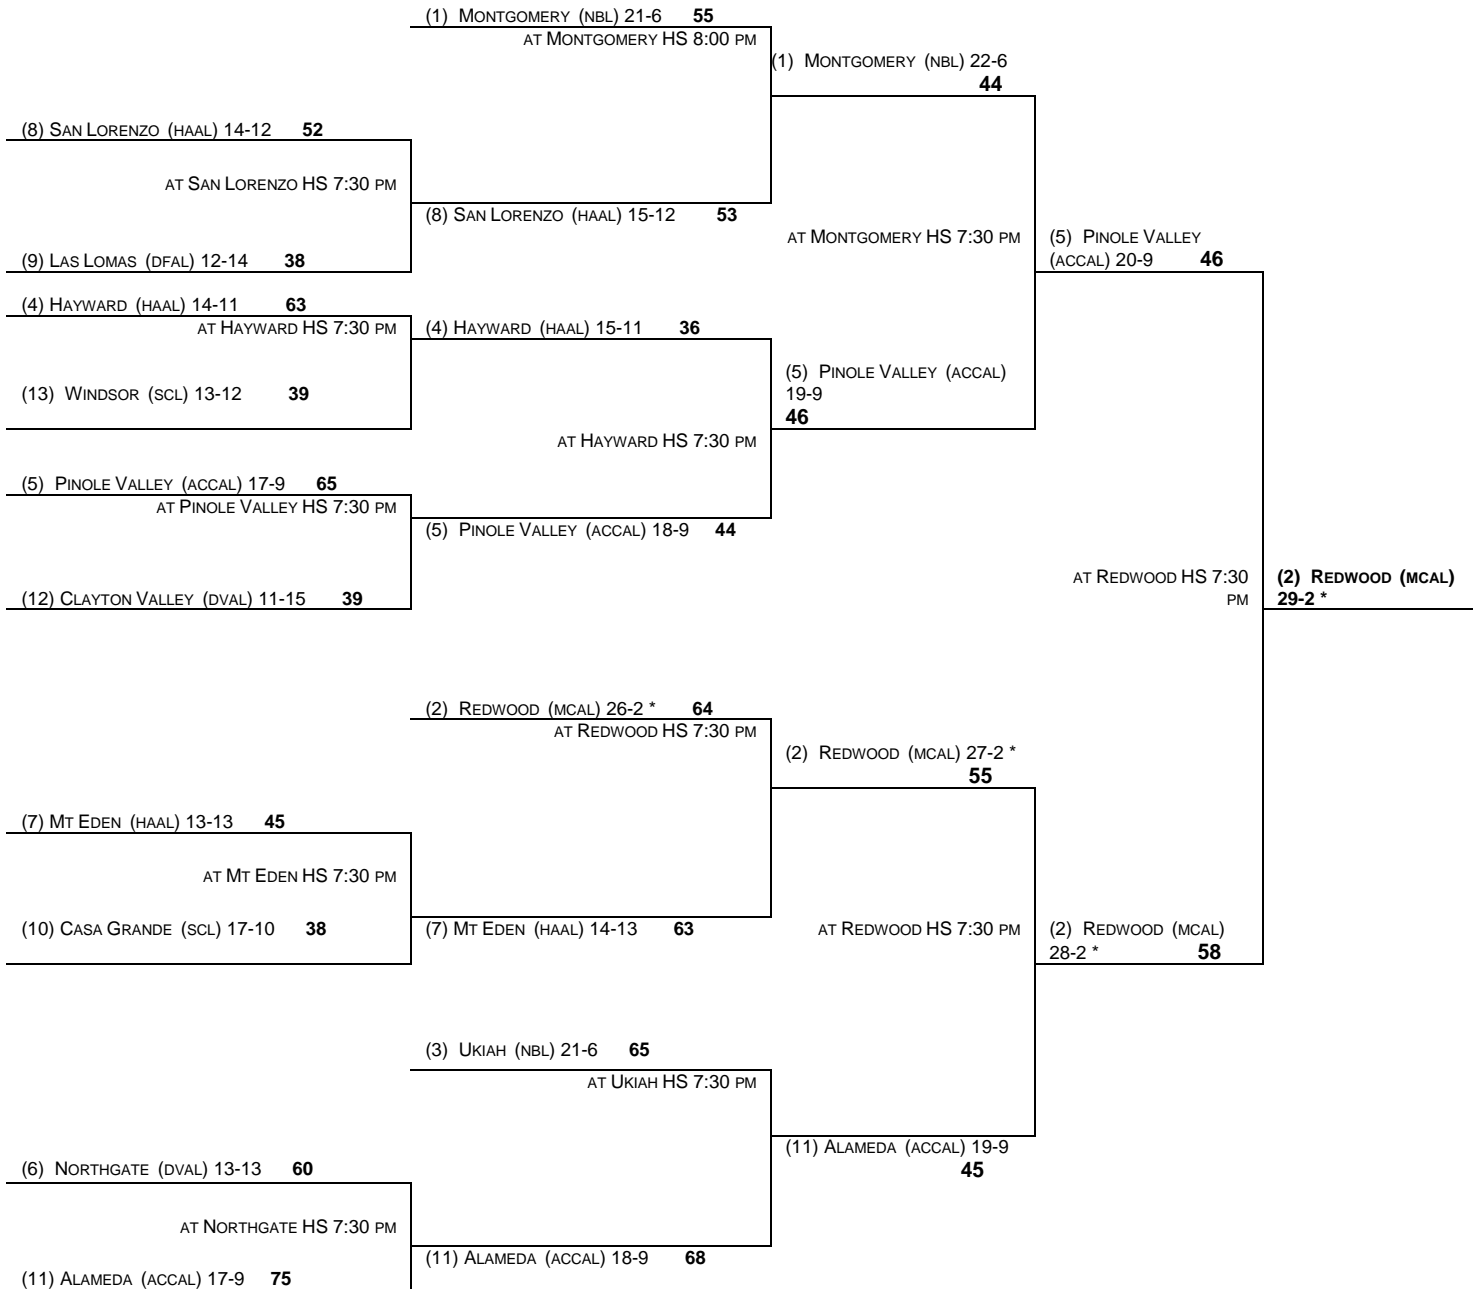 (1) MONTGOMERY (NBL) 21-6 55
AT MONTGOMERY HS 8:00 PM
(1) MONTGOMERY (NBL) 22-6
44
(8) SAN LORENZO (HAAL) 14-12 52
AT SAN LORENZO HS 7:30 PM
(8) SAN LORENZO (HAAL) 15-12 53
(9) LAS LOMAS (DFAL) 12-14 38
AT MONTGOMERY HS 7:30 PM
(5) PINOLE VALLEY
(ACCAL) 20-9 46
(4) HAYWARD (HAAL) 14-11 63
AT HAYWARD HS 7:30 PM
(4) HAYWARD (HAAL) 15-11 36
(13) WINDSOR (SCL) 13-12 39
(5) PINOLE VALLEY (ACCAL)
19-9
46
AT HAYWARD HS 7:30 PM
(5) PINOLE VALLEY (ACCAL) 17-9 65
AT PINOLE VALLEY HS 7:30 PM
(5) PINOLE VALLEY (ACCAL) 18-9 44
(12) CLAYTON VALLEY (DVAL) 11-15 39
AT REDWOOD HS 7:30
PM
(2) REDWOOD (MCAL)
29-2 *
(2) REDWOOD (MCAL) 26-2 * 64
AT REDWOOD HS 7:30 PM
(2) REDWOOD (MCAL) 27-2 *
55
(7) MT EDEN (HAAL) 13-13 45
AT MT EDEN HS 7:30 PM
(10) CASA GRANDE (SCL) 17-10 38
(7) MT EDEN (HAAL) 14-13 63
AT REDWOOD HS 7:30 PM
(2) REDWOOD (MCAL)
28-2 * 58
(3) UKIAH (NBL) 21-6 65
AT UKIAH HS 7:30 PM
(11) ALAMEDA (ACCAL) 19-9
45
(6) NORTHGATE (DVAL) 13-13 60
AT NORTHGATE HS 7:30 PM
(11) ALAMEDA (ACCAL) 18-9 68
(11) ALAMEDA (ACCAL) 17-9 75